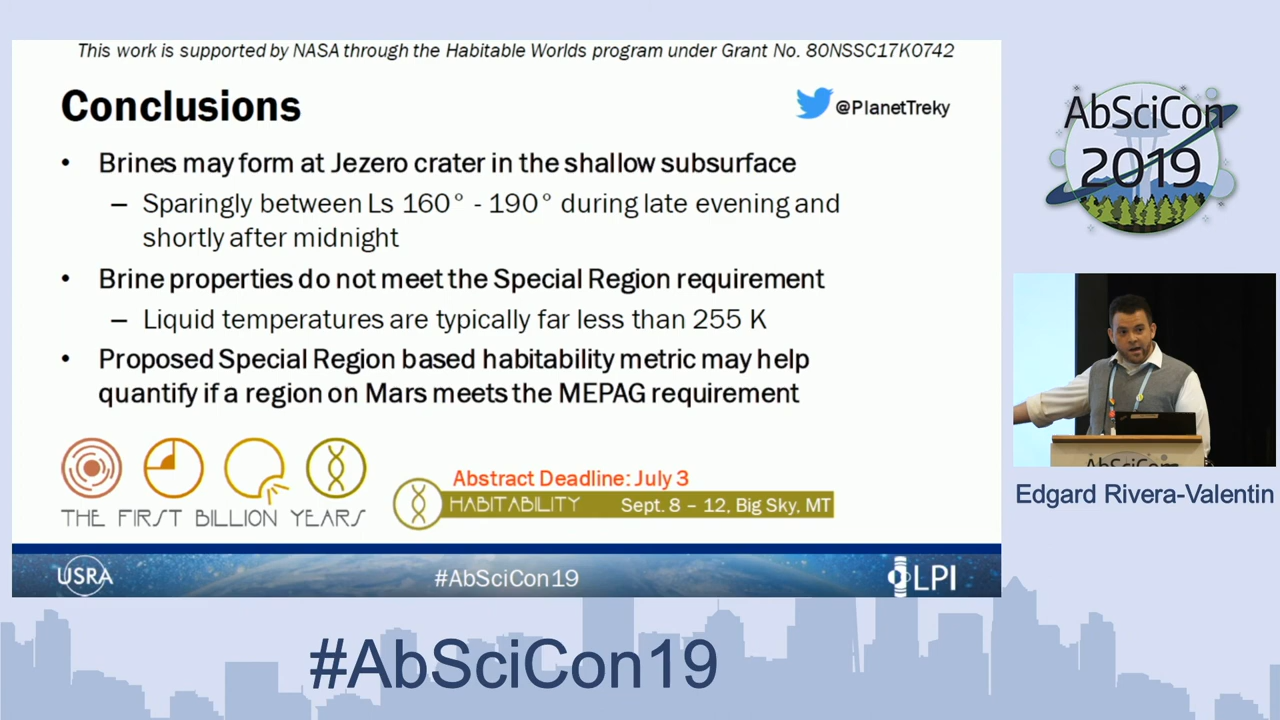 This work is supported by NASA through the Habitable Worlds program under Grant No. 80NSSC17K0742
Conclusions
@PlanetTreky
• Brines may form at Jezero crater in the shallow subsurface
– Sparingly between Ls 160° - 190° during late evening and
shortly after midnight
• Brine properties do not meet the Special Region requirement
– Liquid temperatures are typically far less than 255 K
• Proposed Special Region based habitability metric may help
quantify if a region on Mars meets the MEPAG requirement
THE FIRST BILLION YEARS
Abstract Deadline: July 3
HABITABILITY
Sept. 8 – 12, Big Sky, MT
USRA
#AbSciCon19
LPI
AbSciCon
2019
AbSciCon
Edgard Rivera-Valentin
#AbSciCon19